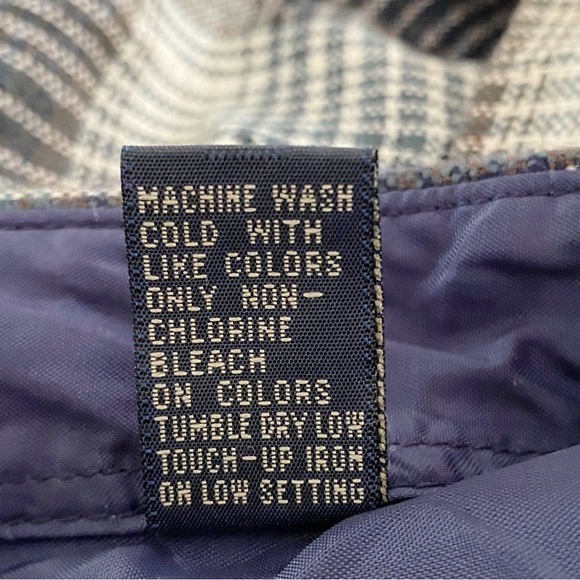 MACHINE WASH
COLD WITH
LIKE COLORS
ONLY NON-
CHLORINE
BLEACH
ON COLORS
TUMBLE DRY LOW
TOUCH-UP IRON
ON LOW SETTING